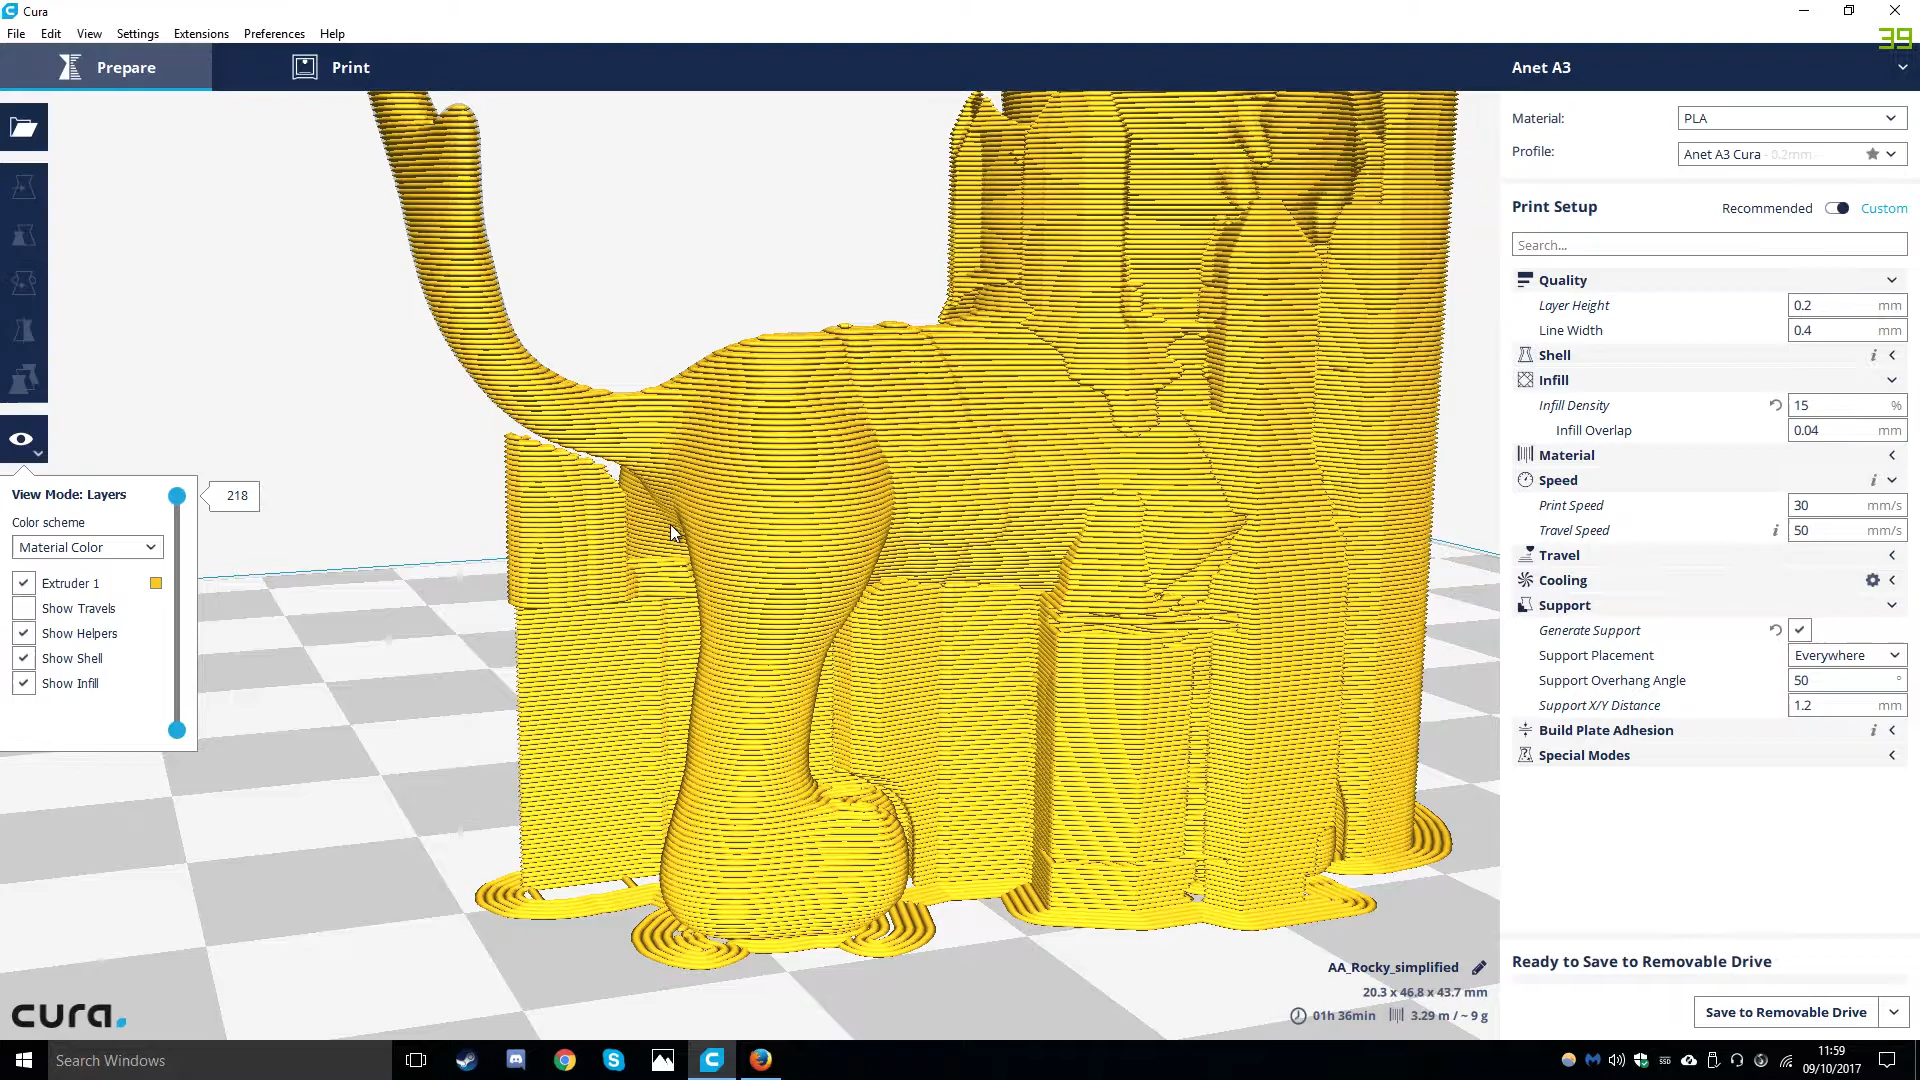 Cura
File Edit View Settings Extensions Preferences Help
39
Prepare
Print
Anet A3
Material: PLA
Profile: Anet A3 Cura - 0.2mm
Print Setup Recommended Custom
Search...
Quality
Layer Height 0.2 mm
Line Width 0.4 mm
Shell i
Infill
Infill Density 15 %
Infill Overlap 0.04 mm
Material
Speed i
Print Speed 30 mm/s
Travel Speed i 50 mm/s
Travel
Cooling
Support
Generate Support
Support Placement Everywhere
Support Overhang Angle 50 °
Support X/Y Distance 1.2 mm
Build Plate Adhesion i
Special Modes
View Mode: Layers
218
Color scheme
Material Color
Extruder 1
Show Travels
Show Helpers
Show Shell
Show Infill
AA_Rocky_simplified
20.3 x 46.8 x 43.7 mm
01h 36min 3.29 m / ~ 9 g
Ready to Save to Removable Drive
Save to Removable Drive
cura.
Search Windows
SSD
11:59
09/10/2017